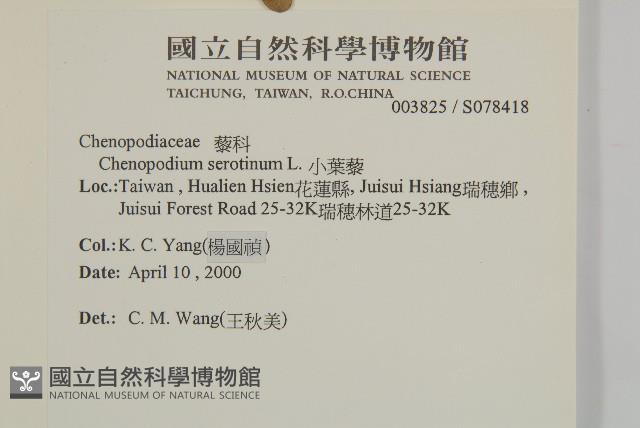 國立自然科學博物館
NATIONAL MUSEUM OF NATURAL SCIENCE
TAICHUNG, TAIWAN, R.O.CHINA
003825 / S078418
Chenopodiaceae 藜科
Chenopodium serotinum L. 小葉藜
Loc.:Taiwan , Hualien Hsien花蓮縣, Juisui Hsiang瑞穗鄉 ,
Juisui Forest Road 25-32K瑞穗林道25-32K
Col.: K. C. Yang(楊國禎)
Date: April 10 , 2000
Det.: C. M. Wang(王秋美)
國立自然科學博物館
NATIONAL MUSEUM OF NATURAL SCIENCE